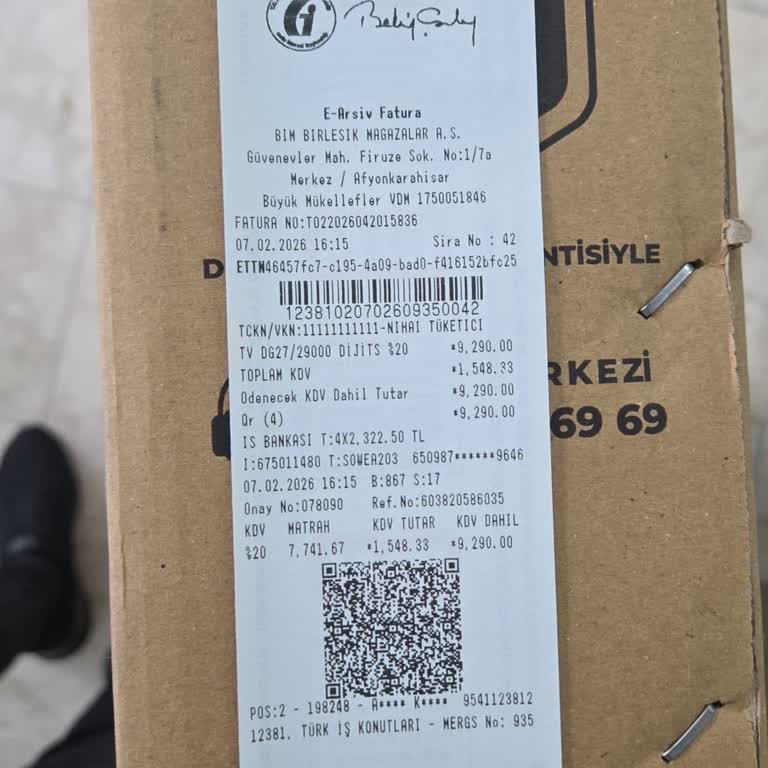 E-Arsiv Fatura
BIM BIRLESIK MAGAZALAR A.S.
Güvenevler Mah. Firuze Sok. No:1/7a
Merkez / Afyonkarahisar
Büyük Mükellefler VDM 1750051846
FATURA NO:T022026042015836
07.02.2026 16:15 Sira No : 42
ETTN46457fc7-c195-4a09-bad0-f416152bfc25
12381020702609350042
TCKN/VKN:11111111111-NIHAI TÜKETICI
TV DG27/29000 DİJİTS %20 *9,290.00
TOPLAM KDV *1,548.33
Odenecek KDV Dahil Tutar *9,290.00
Qr (4) *9,290.00
IS BANKASI T:4X2,322.50 TL
I:675011480 T:SOWEA203 650987******9646
07.02.2026 16:15 B:867 S:17
Onay No:078090 Ref.No:603820586035
KDV MATRAH KDV TUTAR KDV DAHIL
%20 7,741.67 *1,548.33 *9,290.00
POS:2 - 198248 - A**** K**** 9541123812
12381. TÜRK İŞ KONUTLARI - MERGS No: 935
D
NTİSİYLE
RKEZİ
69 69